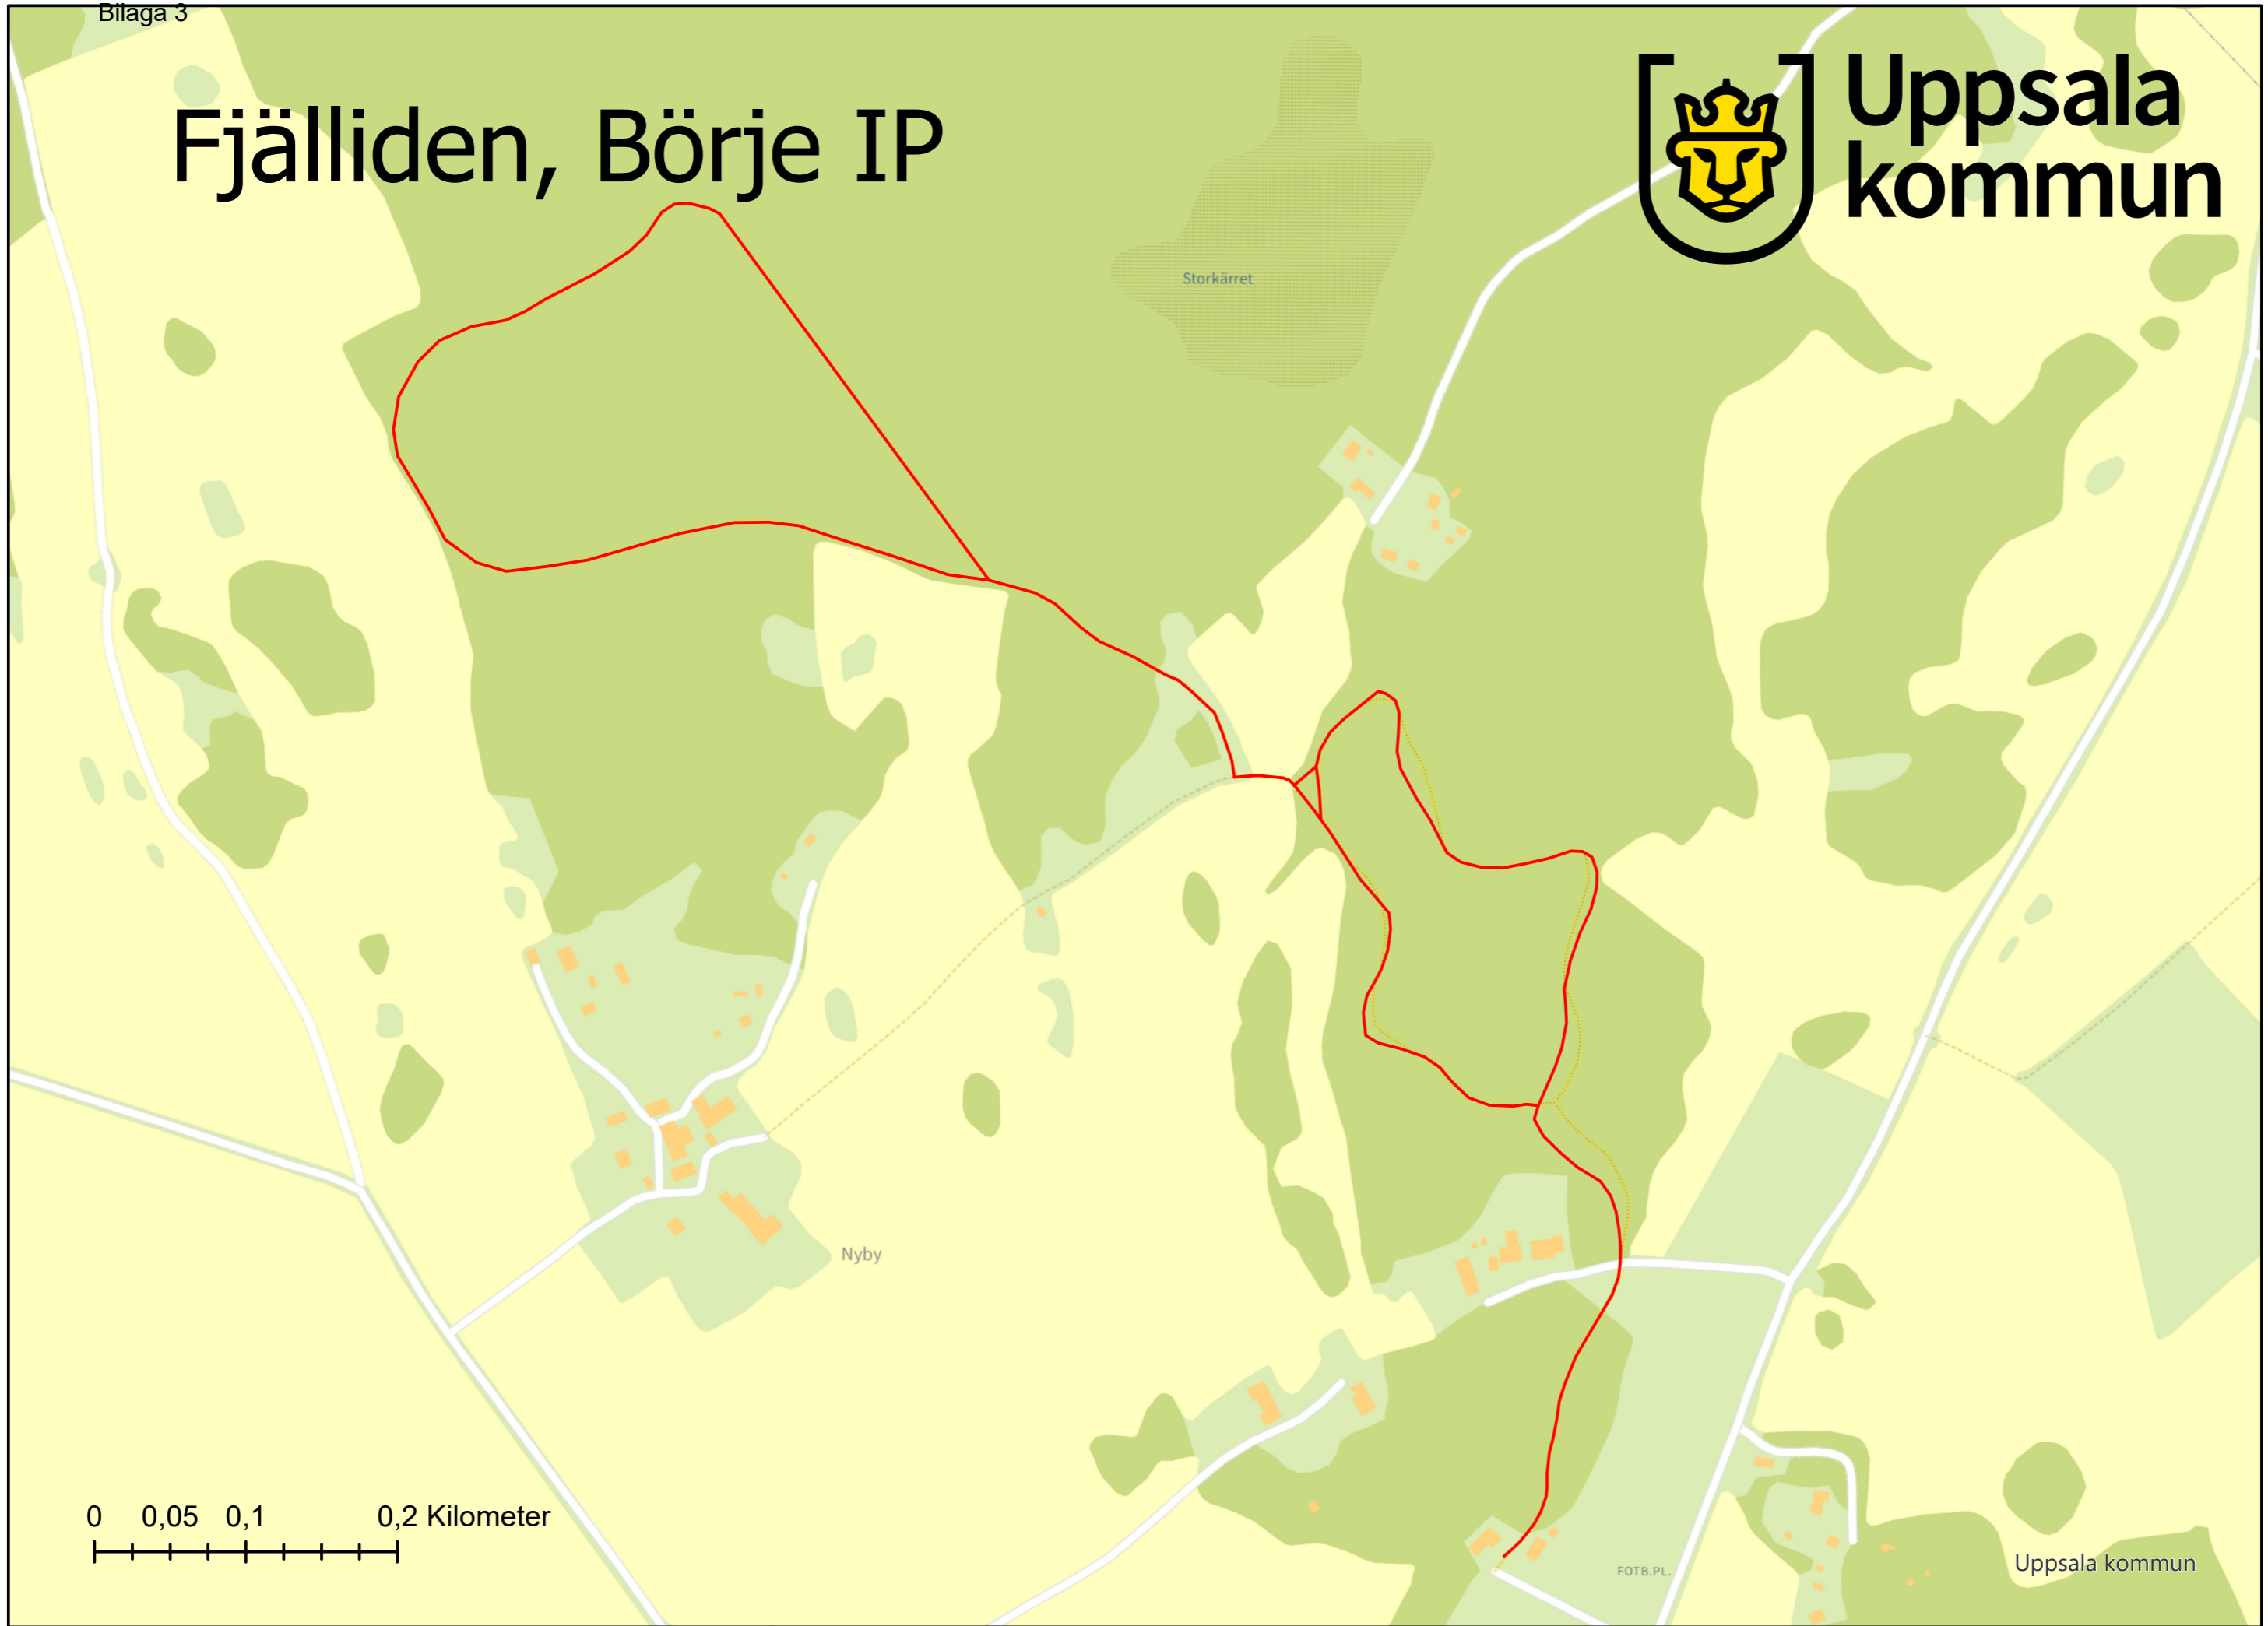 Bilaga 3
Fjälliden, Börje IP
Uppsala
kommun
Storkärret
Nyby
0 0,05 0,1 0,2 Kilometer
FOTB.PL.
Uppsala kommun